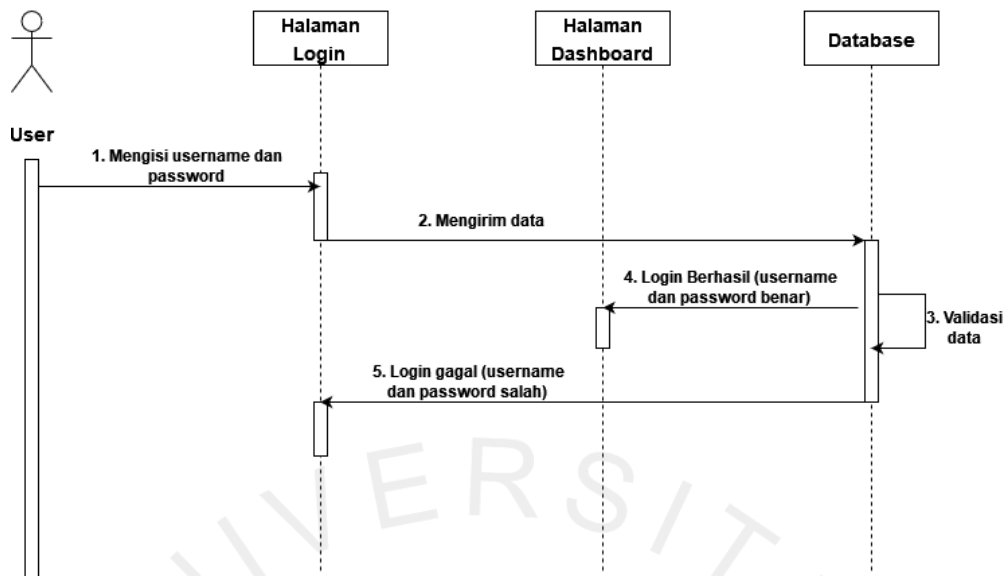 Halaman
Login
Halaman
Dashboard
Database
User
1. Mengisi username dan
password
2. Mengirim data
4. Login Berhasil (username
dan password benar)
3. Validasi
data
5. Login gagal (username
dan password salah)
UNIVERSIT